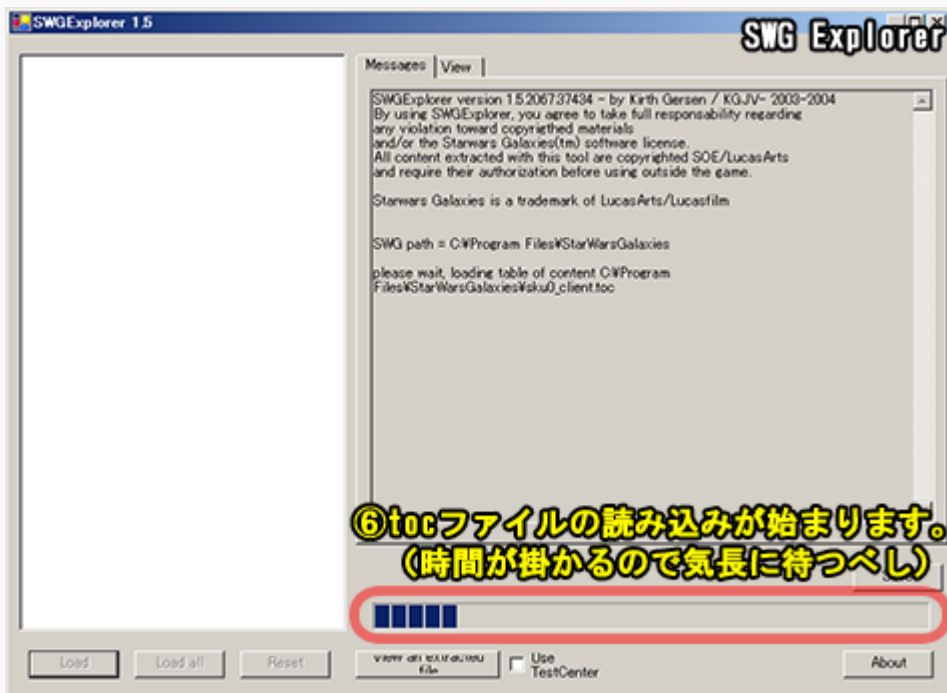 SWGExplorer 1.5
SWG Explorer
Messages View
SWGExplorer version 1.5.2067.37434 - by Kirth Gersen / KGJV- 2003-2004
By using SWGExplorer, you agree to take full responsability regarding
any violation toward copyrigthed materials
and/or the Starwars Galaxies(tm) software license.
All content extracted with this tool are copyrighted SOE/LucasArts
and require their authorization before using outside the game.
Starwars Galaxies is a trademark of LucasArts/Lucasfilm
SWG path = C:¥Program Files¥StarWarsGalaxies
please wait, loading table of content C:¥Program
Files¥StarWarsGalaxies¥sku0_client.toc
⑥tocファイルの読み込みが始まります。
(時間が掛かるので気長に待つべし)
Load Load all Reset
View an extracted
file
Use
TestCenter
About